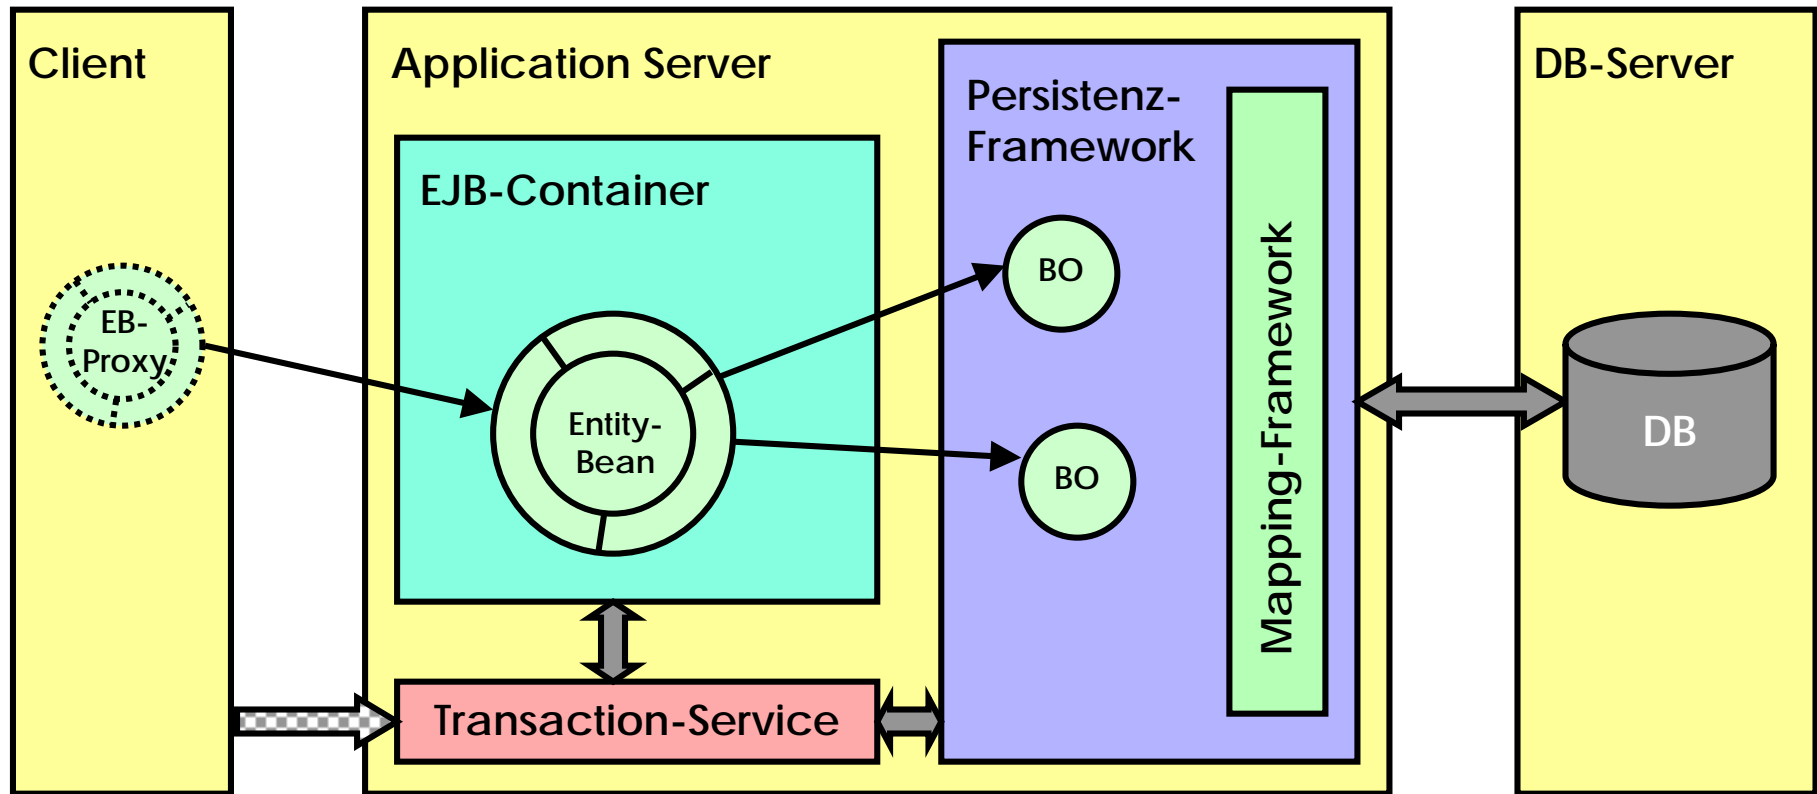 Client
EB-
Proxy
Application Server
EJB-Container
Entity-
Bean
Transaction-Service
Persistenz-
Framework
BO
BO
Mapping-Framework
DB-Server
DB